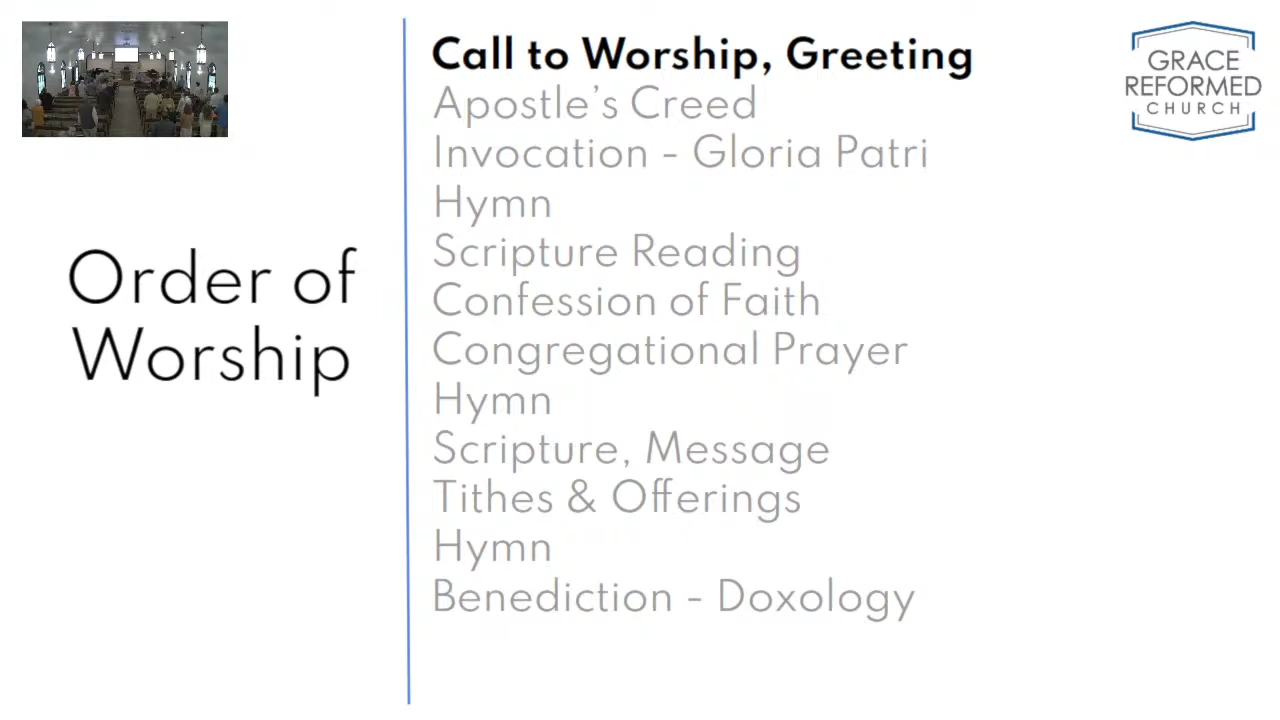 Order of
Worship
Call to Worship, Greeting
Apostle's Creed
Invocation - Gloria Patri
Hymn
Scripture Reading
Confession of Faith
Congregational Prayer
Hymn
Scripture, Message
Tithes & Offerings
Hymn
Benediction - Doxology
GRACE
REFORMED
CHURCH